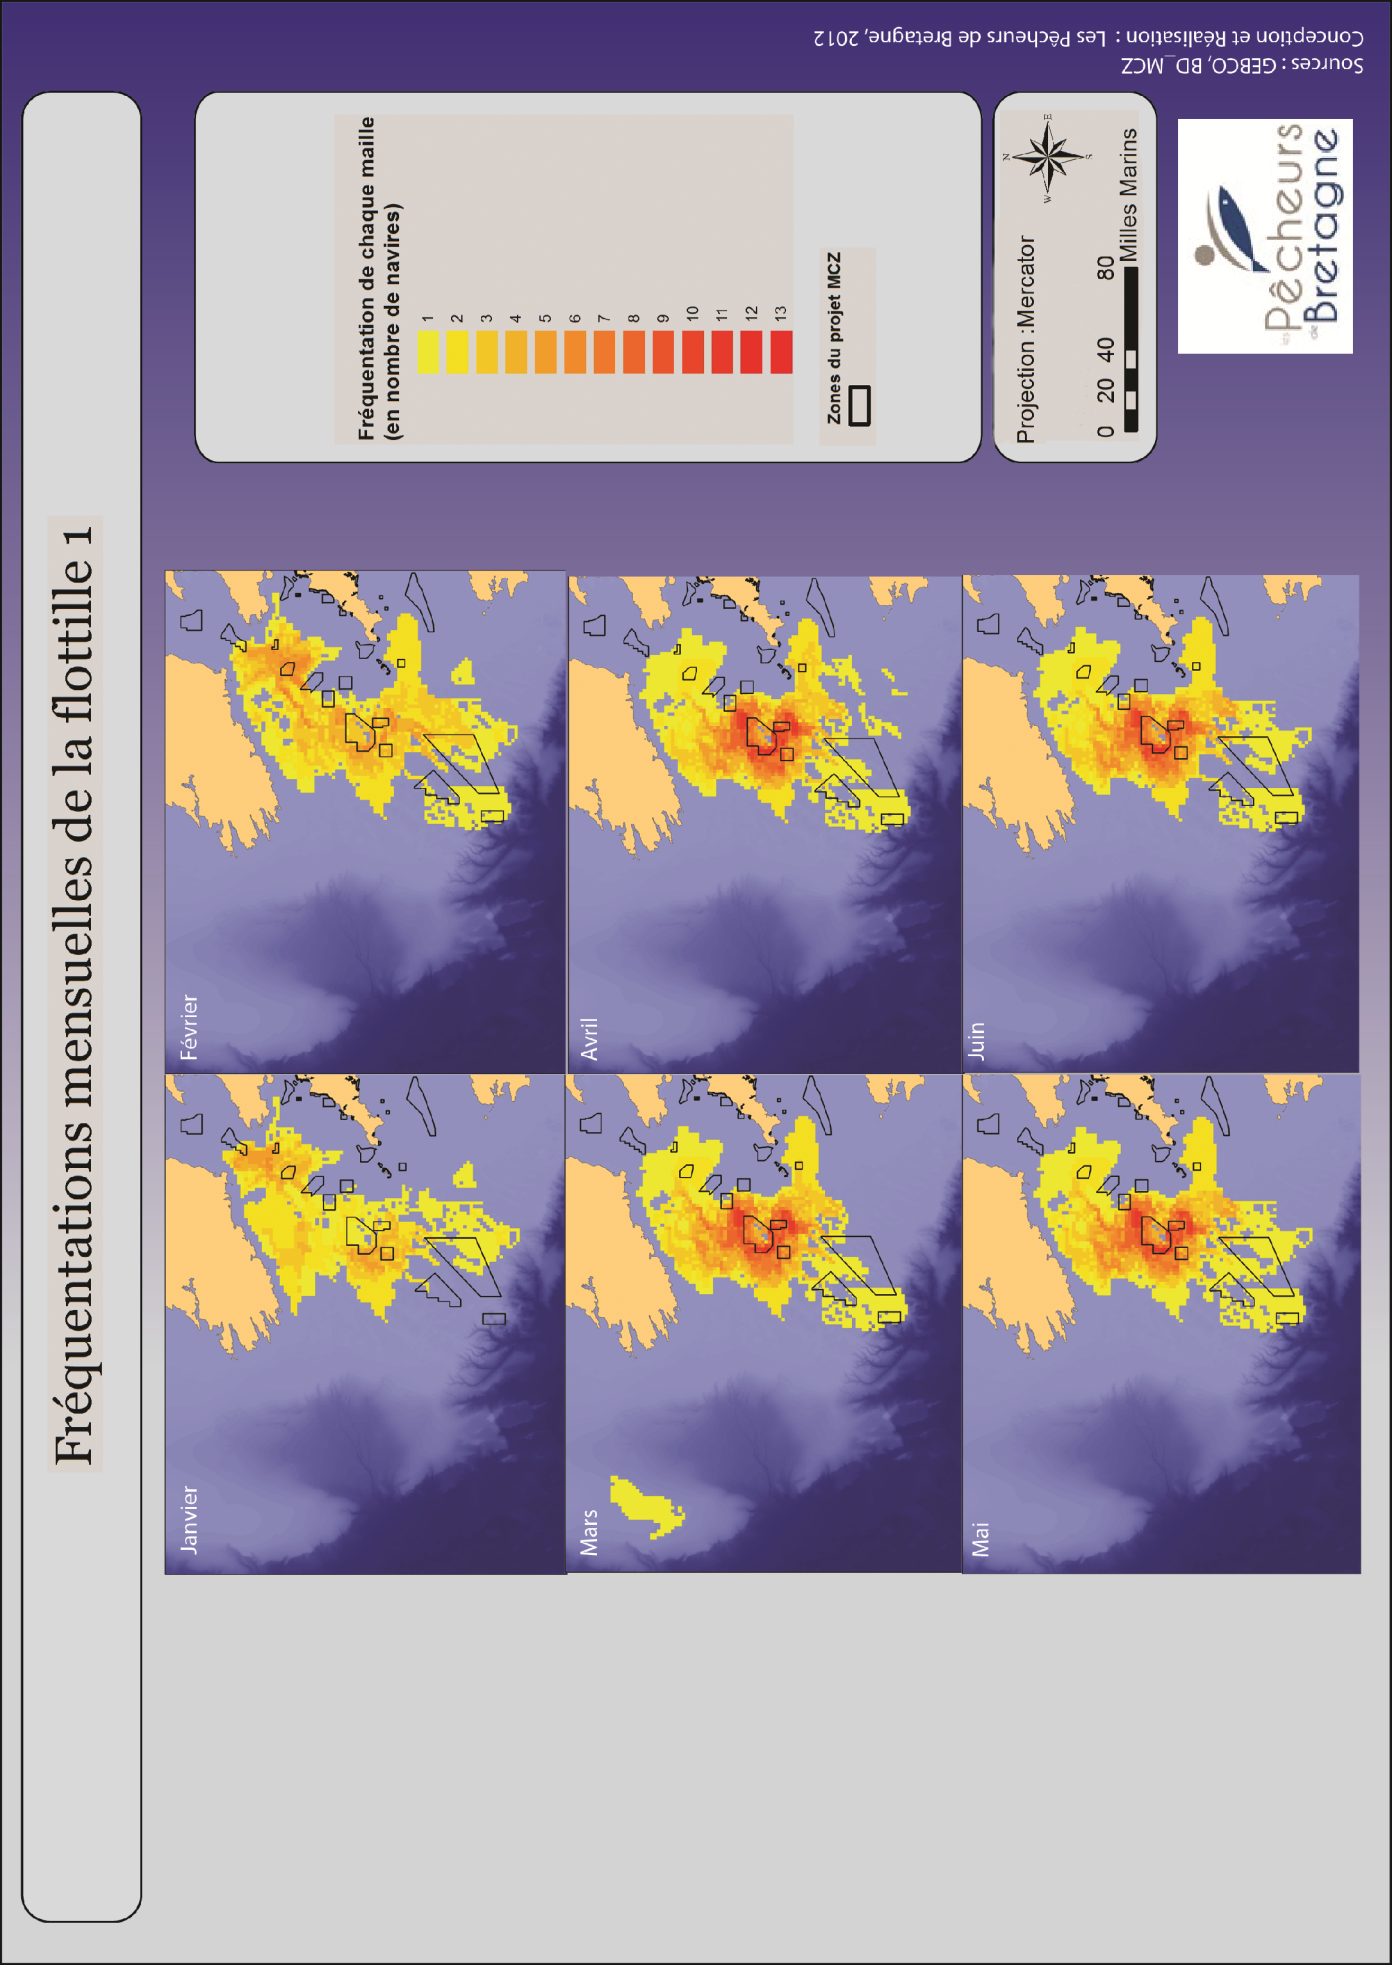 Fréquentations mensuelles de la flottille 1
Janvier
Février
Mars
Avril
Mai
Juin
Fréquentation de chaque maille
(en nombre de navires)
1
2
3
4
5
6
7
8
9
10
11
12
13
Zones du projet MCZ
Projection :Mercator
N
E
S
W
0 20 40 80
Milles Marins
les Pêcheurs
de Bretagne
Sources : GEBCO, BD_MCZ
Conception et Réalisation : Les Pêcheurs de Bretagne, 2012